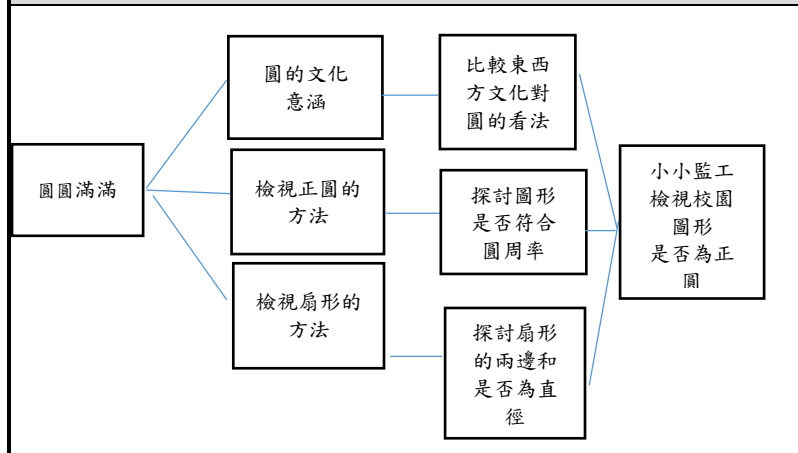 圓圓滿滿
圓的文化
意涵
檢視正圓的
方法
檢視扇形的
方法
比較東西
方文化對
圓的看法
探討圖形
是否符合
圓周率
探討扇形
的兩邊和
是否為直
徑
小小監工
檢視校園
圖形
是否為正
圓